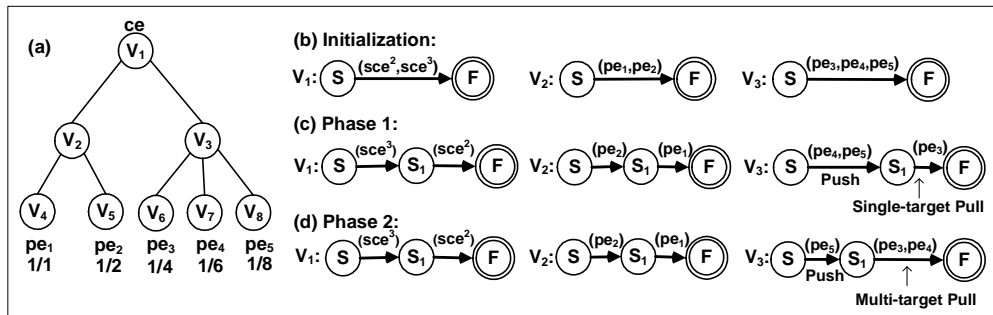 (a)
ce
V1
V2 V3
V4 V5 V6 V7 V8
pe1 pe2 pe3 pe4 pe5
1/1 1/2 1/4 1/6 1/8
(b) Initialization:
V1: S (sce²,sce³) F V2: S (pe1,pe2) F V3: S (pe3,pe4,pe5) F
(c) Phase 1:
V1: S (sce³) S1 (sce²) F V2: S (pe2) S1 (pe1) F V3: S (pe4,pe5) Push S1 (pe3) F
Single-target Pull
(d) Phase 2:
V1: S (sce³) S1 (sce²) F V2: S (pe2) S1 (pe1) F V3: S (pe5) Push S1 (pe3,pe4) F
Multi-target Pull